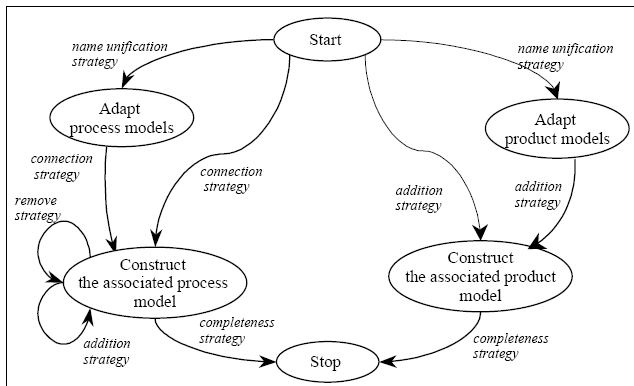 Start
name unification
strategy
name unification
strategy
Adapt
process models
Adapt
product models
connection
strategy
connection
strategy
addition
strategy
addition
strategy
remove
strategy
Construct
the associated process
model
Construct
the associated product
model
addition
strategy
completeness
strategy
completeness
strategy
Stop